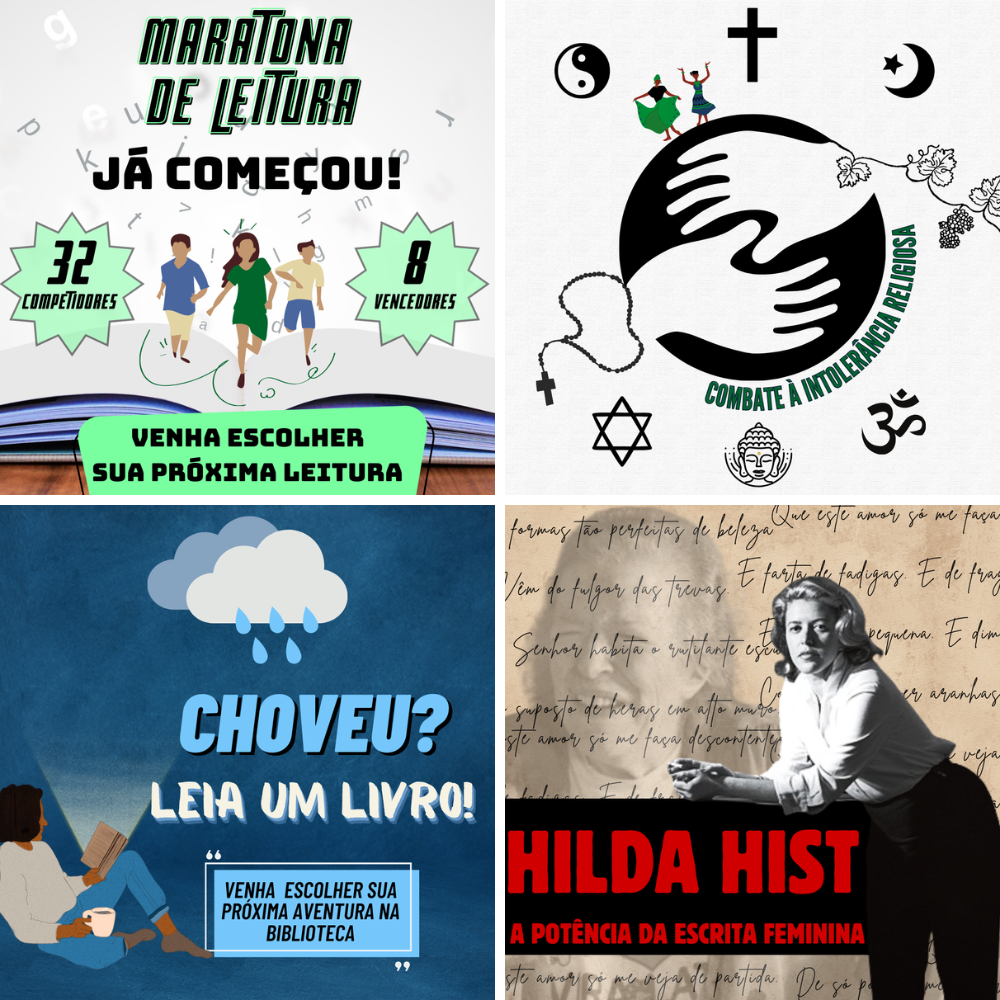 MARATONA
DE LEITURA
JÁ COMEÇOU!
32
COMPETIDORES
8
VENCEDORES
VENHA ESCOLHER
SUA PRÓXIMA LEITURA
COMBATE À INTOLERÂNCIA RELIGIOSA
ॐ
CHOVEU?
LEIA UM LIVRO!
“
VENHA ESCOLHER SUA
PRÓXIMA AVENTURA NA
BIBLIOTECA
”
formas tão perfeitas de beleza
Que este amor só me faça
Vêm do fulgor das trevas.
E farta de fadigas. E de
Senhor habita o rutilante
pequena. E
suposto de heras em alto muro.
aranhas
este amor só me faça descontente
HILDA HIST
A POTÊNCIA DA ESCRITA FEMININA
este amor só me veja de partida.
De só